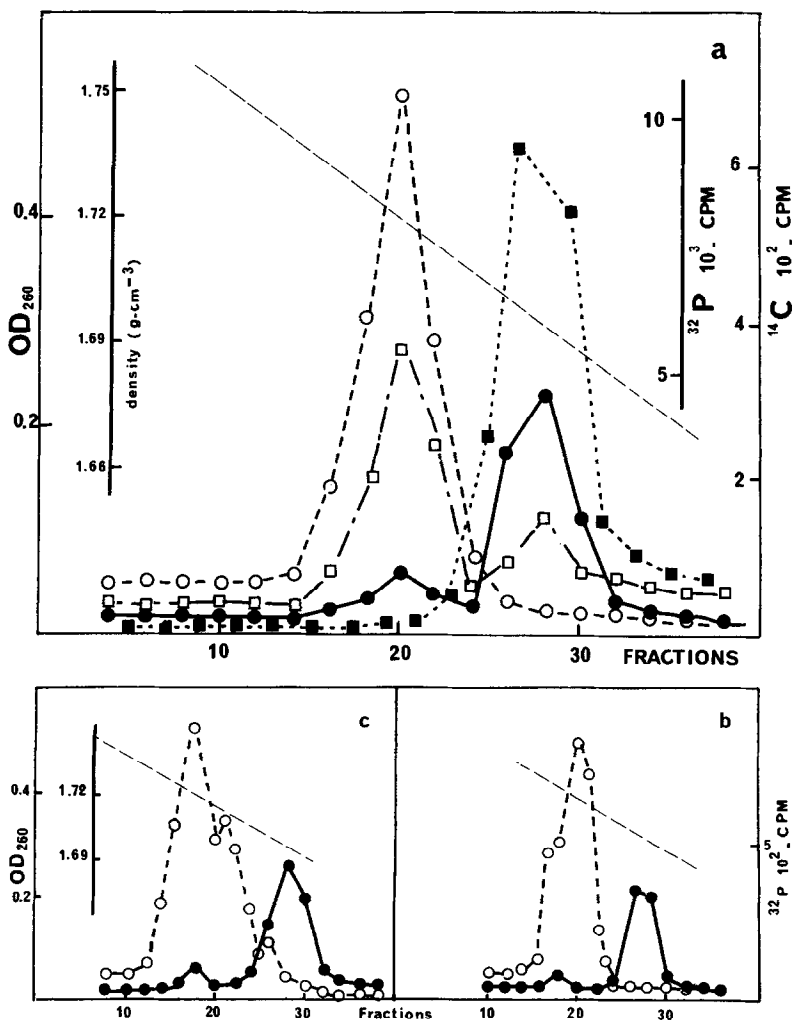 a
1.75
10
6
1.72
0.4
OD260
density (g-cm-3)
32P 10³. CPM
14C 10². CPM
1.69
4
5
0.2
1.66
2
10 20 30 FRACTIONS
c b
0.4 1.72
OD260
1.69
5
32P 10². CPM
0.2
10 20 30 Fractions 10 20 30